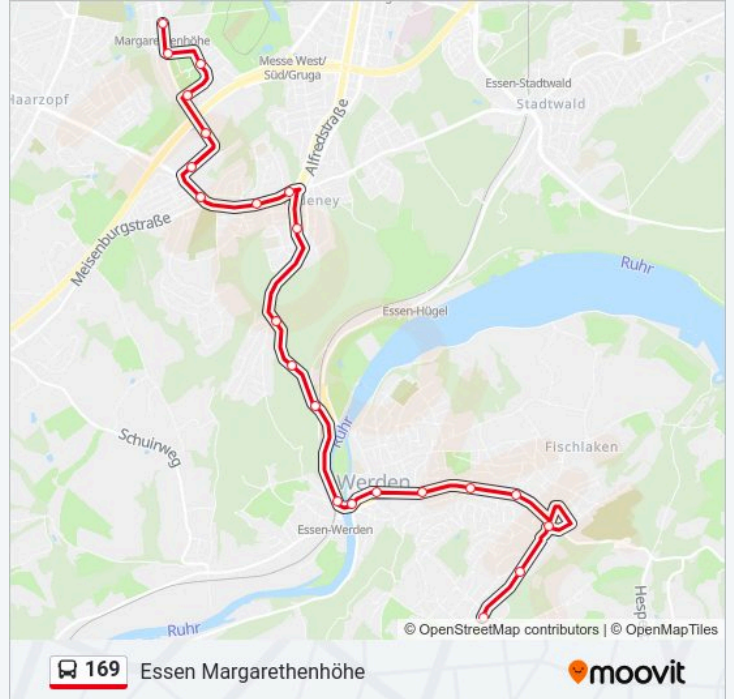 Margarethenhöhe
Messe West/
Süd/Gruga
Alfredstraße
Essen-Stadtwald
Stadtwald
Haarzopf
Meisenburgstraße
Ruhr
Essen-Hügel
Schuirweg
Ruhr
Fischlaken
Werden
Essen-Werden
Ruhr
© OpenStreetMap contributors | © OpenMapTiles
169 Essen Margarethenhöhe
moovit